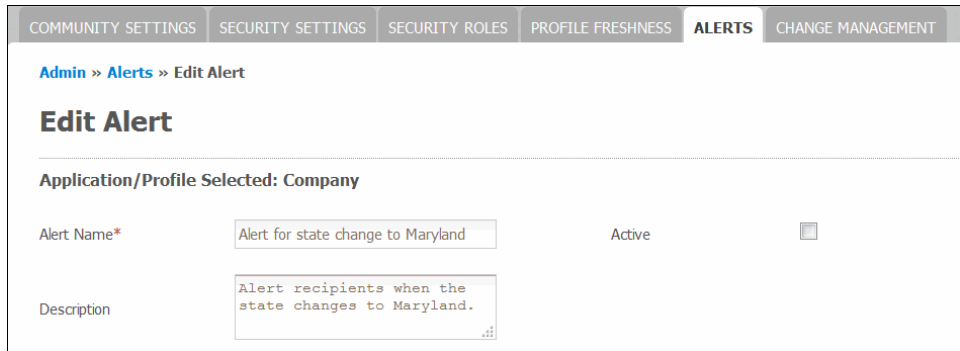 COMMUNITY SETTINGS SECURITY SETTINGS SECURITY ROLES PROFILE FRESHNESS ALERTS CHANGE MANAGEMENT
Admin » Alerts » Edit Alert
Edit Alert
Application/Profile Selected: Company
Alert Name* Alert for state change to Maryland Active
Description Alert recipients when the
state changes to Maryland.